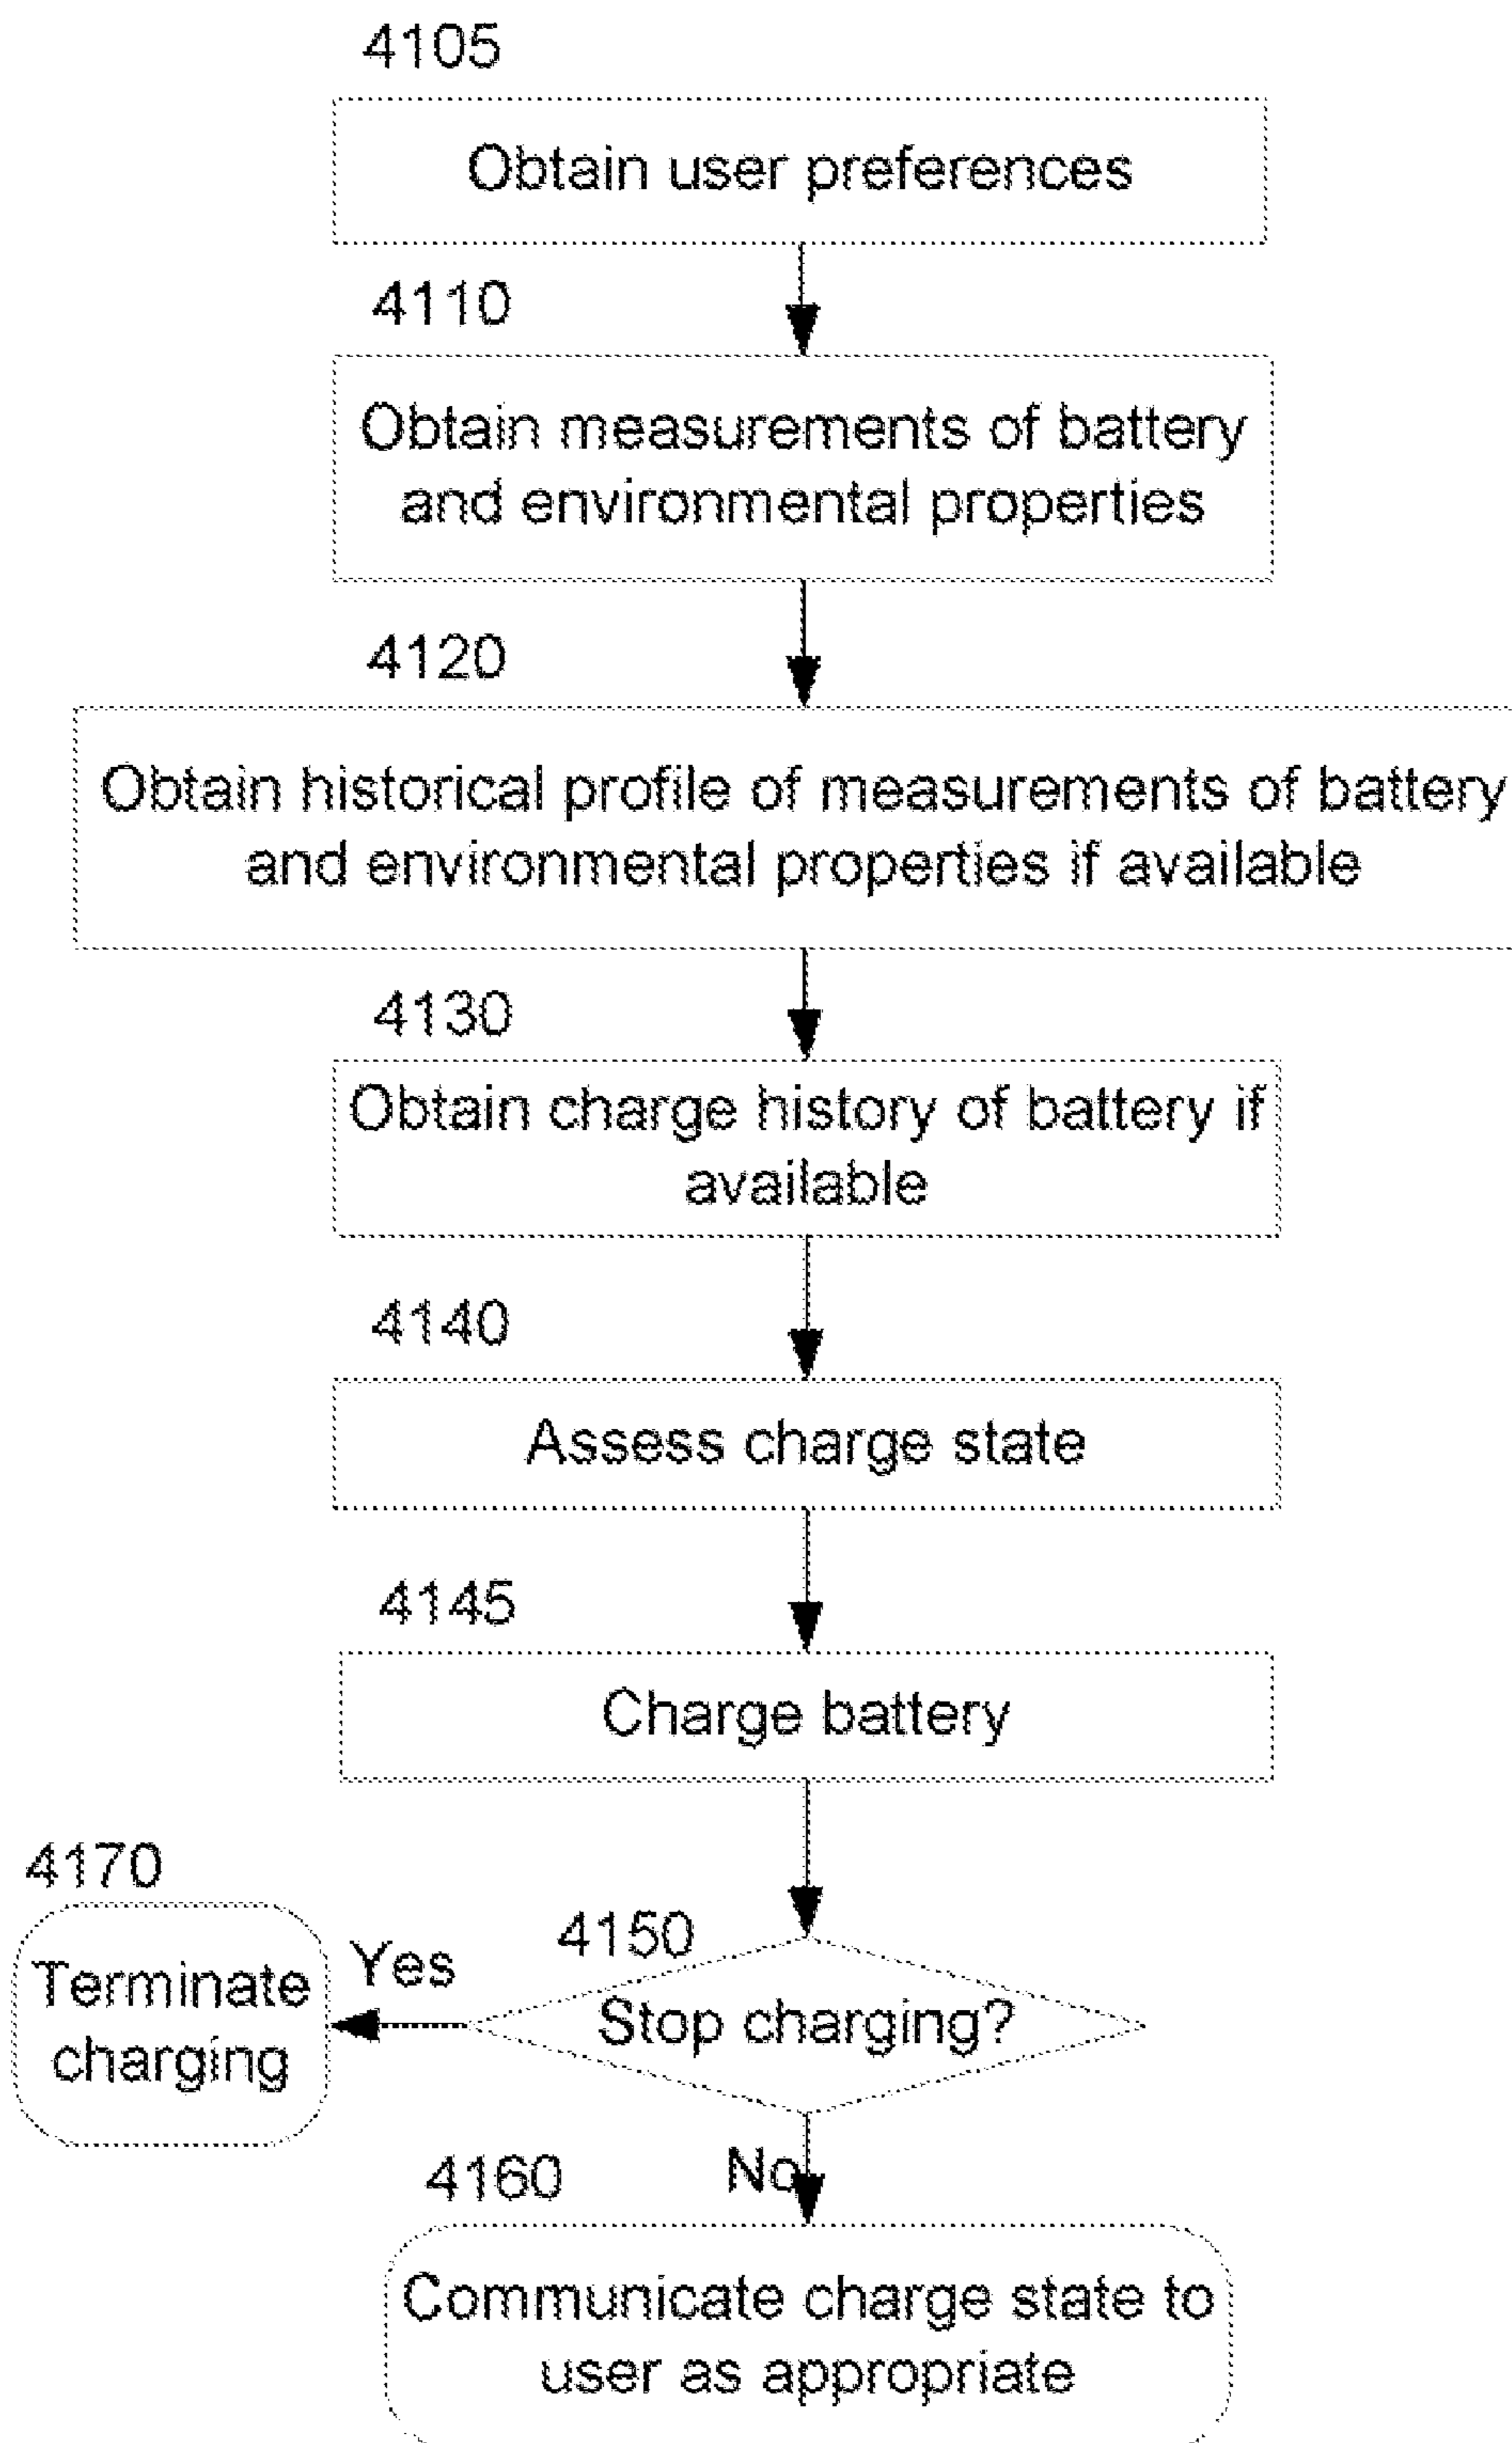 4105
Obtain user preferences
4110
Obtain measurements of battery
and environmental properties
4120
Obtain historical profile of measurements of battery
and environmental properties if available
4130
Obtain charge history of battery if
available
4140
Assess charge state
4145
Charge battery
4170
Terminate
charging
Yes
4150
Stop charging?
No
4160
Communicate charge state to
user as appropriate